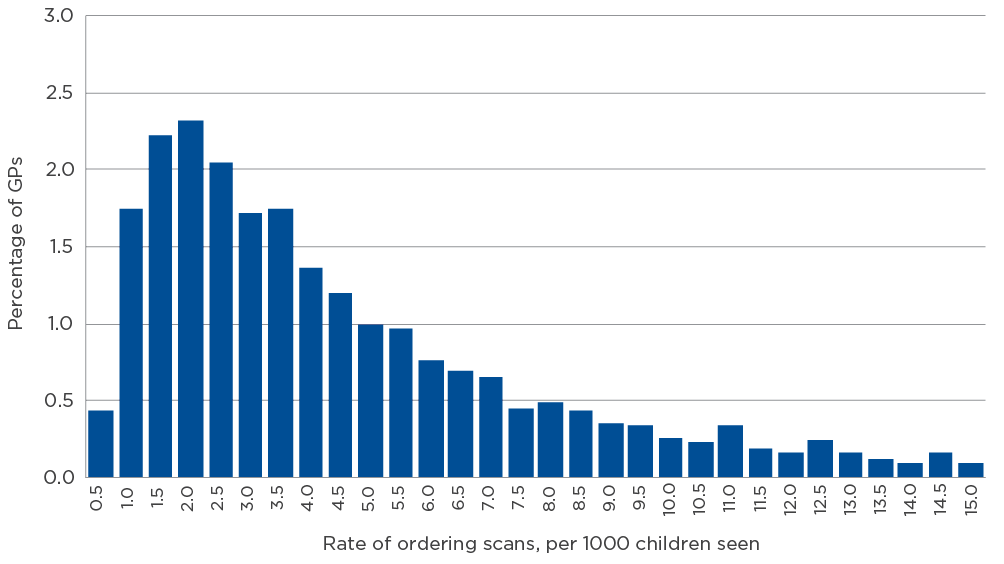 3.0
2.5
2.0
1.5
1.0
0.5
0.0
Percentage of GPs
0.5 1.0 1.5 2.0 2.5 3.0 3.5 4.0 4.5 5.0 5.5 6.0 6.5 7.0 7.5 8.0 8.5 9.0 9.5 10.0 10.5 11.0 11.5 12.0 12.5 13.0 13.5 14.0 14.5 15.0
Rate of ordering scans, per 1000 children seen